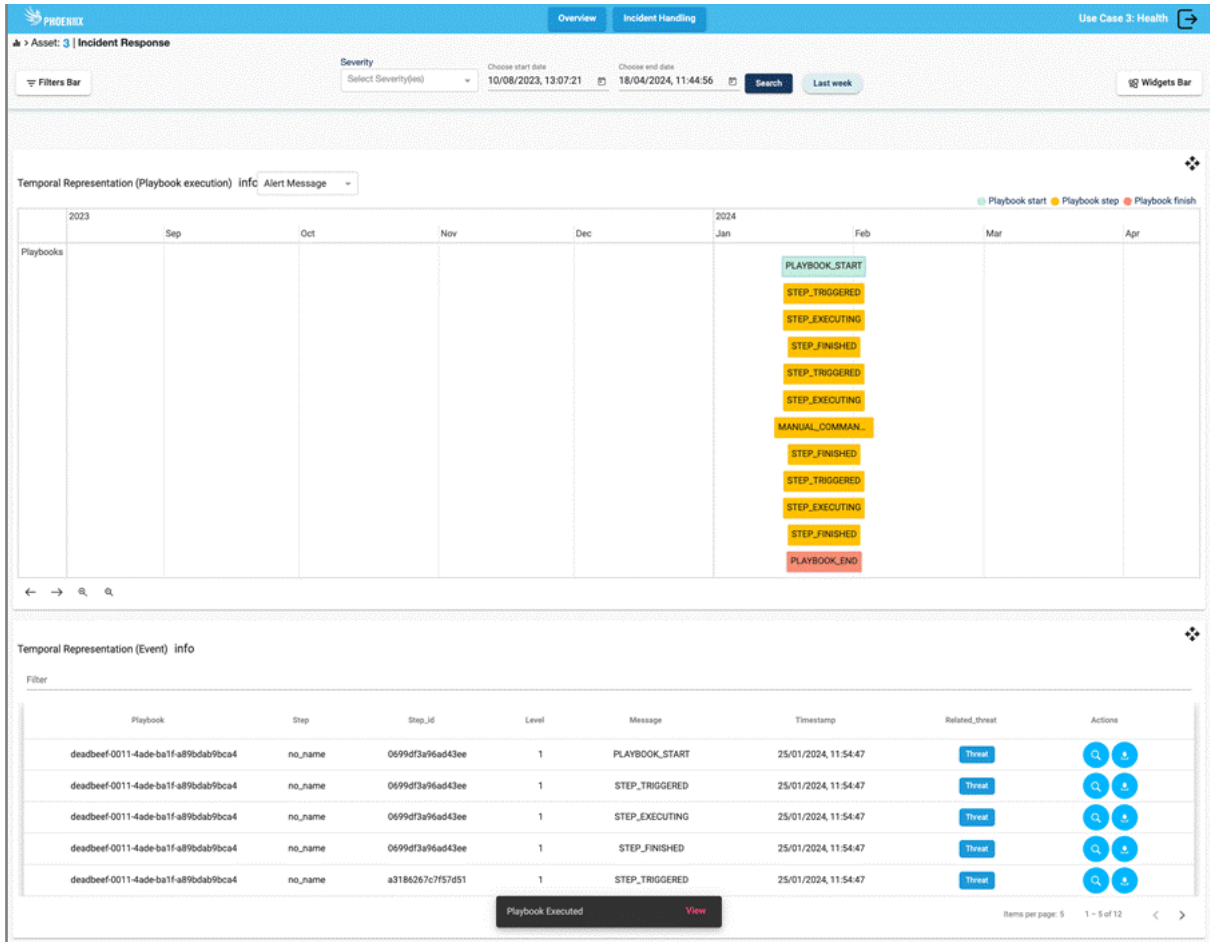 PHOENI2X
Overview
Incident Handling
Use Case 3: Health
> Asset: 3 | Incident Response
Filters Bar
Severity
Select Severity(ies)
Choose start date
10/08/2023, 13:07:21
Choose end date
18/04/2024, 11:44:56
Search
Last week
Widgets Bar
Temporal Representation (Playbook execution) info Alert Message
Playbook start Playbook step Playbook finish
2023 2024
Sep Oct Nov Dec Jan Feb Mar Apr
Playbooks
PLAYBOOK_START
STEP_TRIGGERED
STEP_EXECUTING
STEP_FINISHED
STEP_TRIGGERED
STEP_EXECUTING
MANUAL_COMMAN...
STEP_FINISHED
STEP_TRIGGERED
STEP_EXECUTING
STEP_FINISHED
PLAYBOOK_END
Temporal Representation (Event) info
Filter
Playbook Step Step_id Level Message Timestamp Related_threat Actions
deadbeef-0011-4ade-ba1f-a89bdab9bca4 no_name 0699df3a96ad43ee 1 PLAYBOOK_START 25/01/2024, 11:54:47 Threat
deadbeef-0011-4ade-ba1f-a89bdab9bca4 no_name 0699df3a96ad43ee 1 STEP_TRIGGERED 25/01/2024, 11:54:47 Threat
deadbeef-0011-4ade-ba1f-a89bdab9bca4 no_name 0699df3a96ad43ee 1 STEP_EXECUTING 25/01/2024, 11:54:47 Threat
deadbeef-0011-4ade-ba1f-a89bdab9bca4 no_name 0699df3a96ad43ee 1 STEP_FINISHED 25/01/2024, 11:54:47 Threat
deadbeef-0011-4ade-ba1f-a89bdab9bca4 no_name a3186267c7f57d51 1 STEP_TRIGGERED 25/01/2024, 11:54:47 Threat
Playbook Executed View
Items per page: 5 1 – 5 of 12